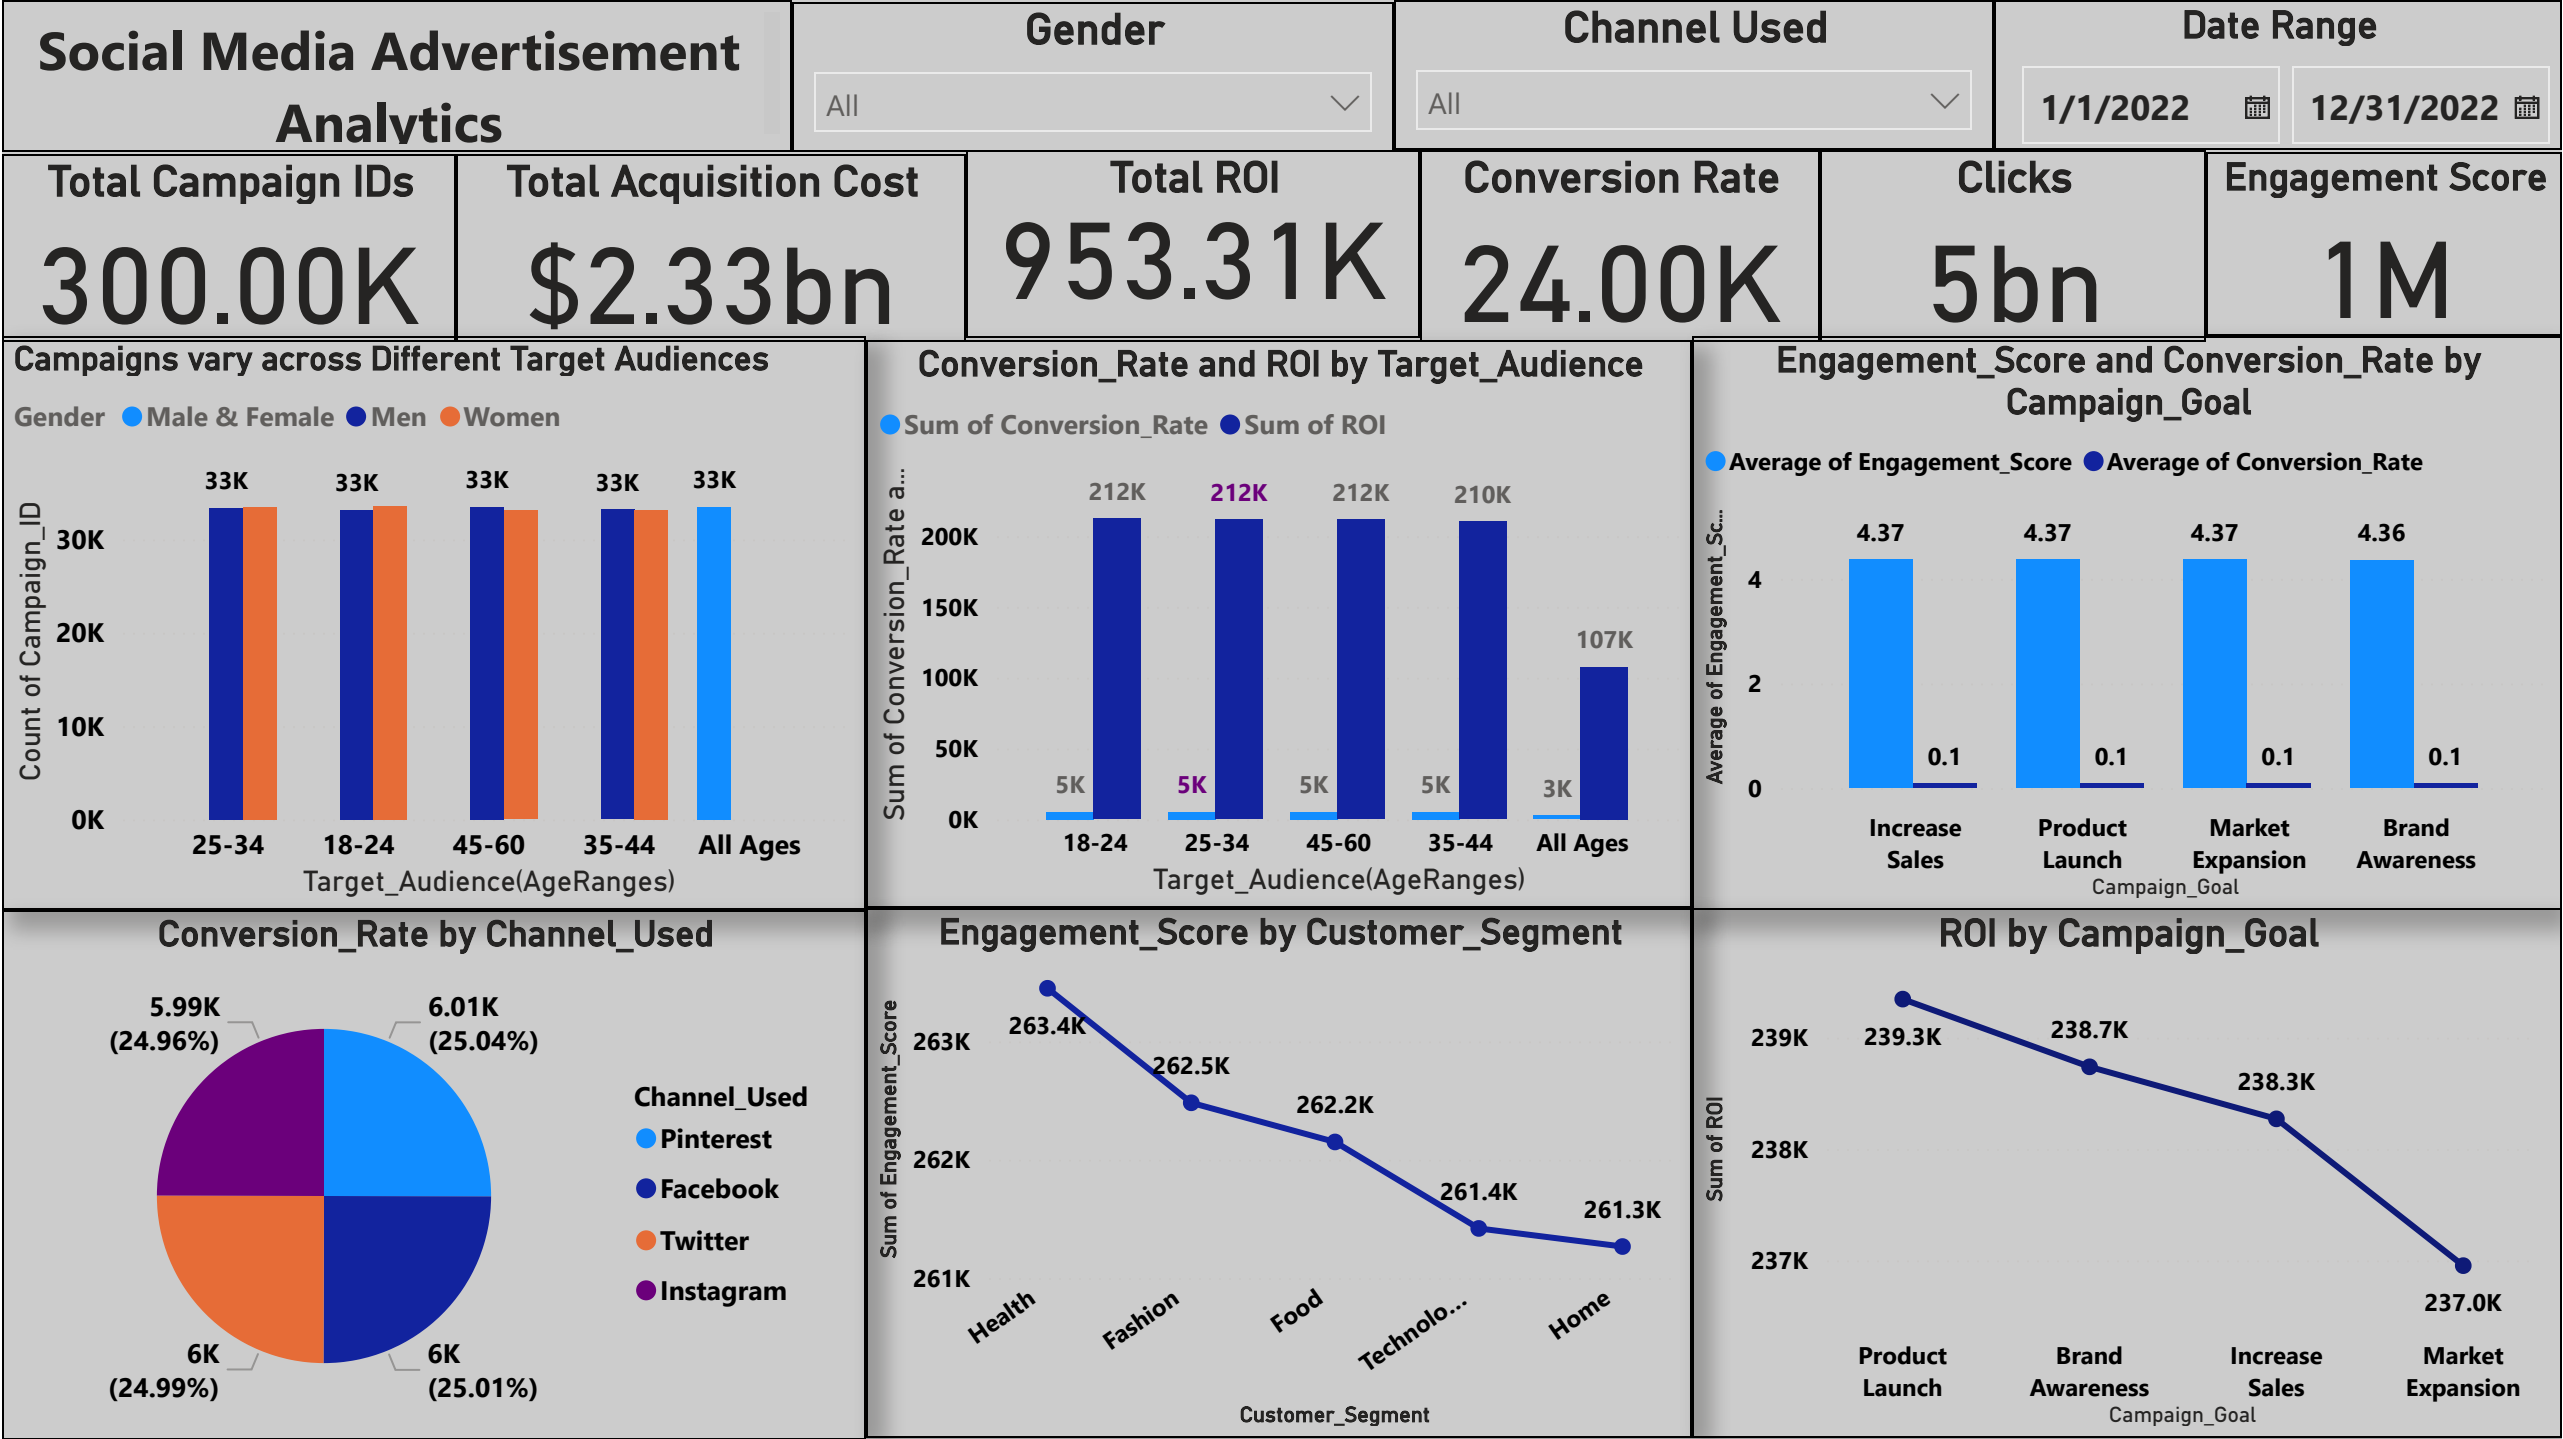 Social Media Advertisement
Analytics
Gender
All
Channel Used
All
Date Range
1/1/2022
12/31/2022
Total Campaign IDs
300.00K
Total Acquisition Cost
$2.33bn
Total ROI
953.31K
Conversion Rate
24.00K
Clicks
5bn
Engagement Score
1M
Campaigns vary across Different Target Audiences
Gender Male & Female Men Women
Count of Campaign_ID
30K
20K
10K
0K
33K
33K
33K
33K
33K
25-34
18-24
45-60
35-44
All Ages
Target_Audience(AgeRanges)
Conversion_Rate and ROI by Target_Audience
Sum of Conversion_Rate Sum of ROI
Sum of Conversion_Rate a...
200K
150K
100K
50K
0K
212K
212K
212K
210K
107K
5K
5K
5K
5K
3K
18-24
25-34
45-60
35-44
All Ages
Target_Audience(AgeRanges)
Engagement_Score and Conversion_Rate by
Campaign_Goal
Average of Engagement_Score Average of Conversion_Rate
Average of Engagement_Sc...
4
2
0
4.37
4.37
4.37
4.36
0.1
0.1
0.1
0.1
Increase
Sales
Product
Launch
Market
Expansion
Brand
Awareness
Campaign_Goal
Conversion_Rate by Channel_Used
5.99K
(24.96%)
6.01K
(25.04%)
6K
(24.99%)
6K
(25.01%)
Channel_Used
Pinterest
Facebook
Twitter
Instagram
Engagement_Score by Customer_Segment
Sum of Engagement_Score
263K
262K
261K
263.4K
262.5K
262.2K
261.4K
261.3K
Health
Fashion
Food
Technolo...
Home
Customer_Segment
ROI by Campaign_Goal
Sum of ROI
239K
238K
237K
239.3K
238.7K
238.3K
237.0K
Product
Launch
Brand
Awareness
Increase
Sales
Market
Expansion
Campaign_Goal